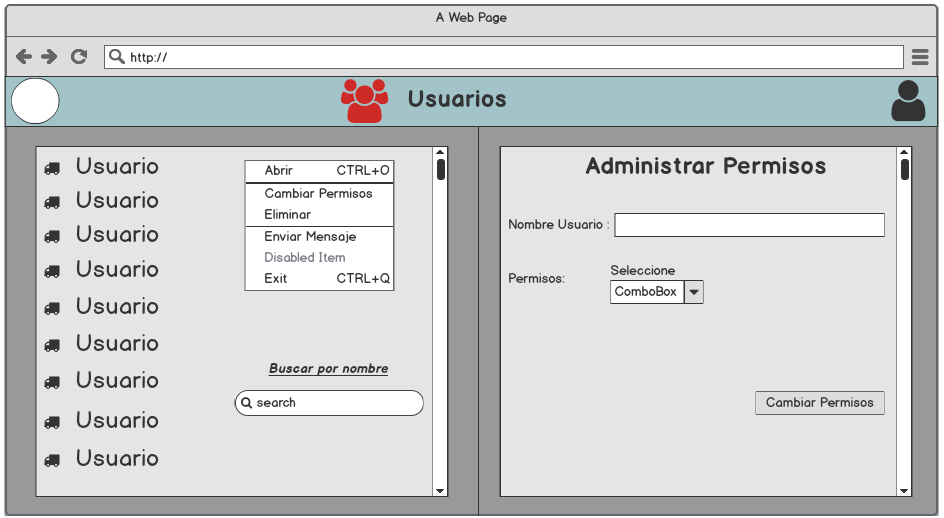 A Web Page
http://
Usuarios
Usuario
Usuario
Usuario
Usuario
Usuario
Usuario
Usuario
Usuario
Usuario
Abrir CTRL+O
Cambiar Permisos
Eliminar
Enviar Mensaje
Disabled Item
Exit CTRL+Q
Buscar por nombre
search
Administrar Permisos
Nombre Usuario :
Permisos:
Seleccione
ComboBox
Cambiar Permisos